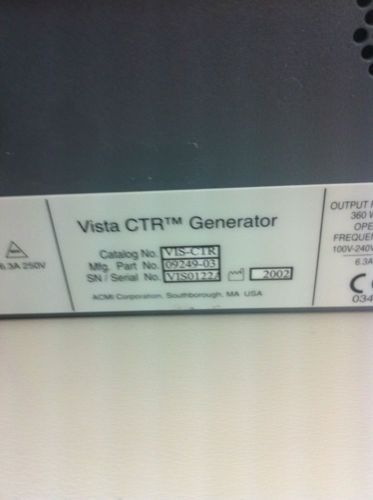 Vista CTR™ Generator
Catalog No. VIS-CTR
Mfg. Part No. 09249-03
SN / Serial No. 2002
ACMI Corporation, Southborough, MA USA
6.3A 250V
OUTPUT
360
OPE
FREQUE
100V-240V
6.3A
CE
034